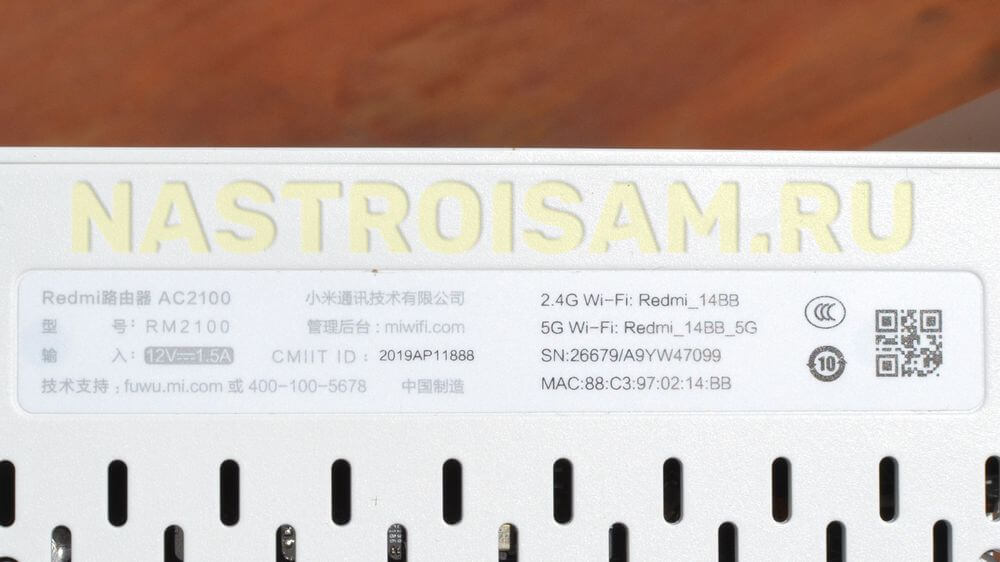 NASTROISAM.RU
Redmi路由器 AC2100
小米通讯技术有限公司
型 号: RM2100
管理后台 : miwifi.com
输 入: 12V⎓1.5A
CMIIT ID : 2019AP11888
技术支持 : fuwu.mi.com 或 400-100-5678 中国制造
2.4G Wi-Fi: Redmi_14BB
5G Wi-Fi: Redmi_14BB_5G
SN:26679/A9YW47099
MAC:88:C3:97:02:14:BB
CCC
10